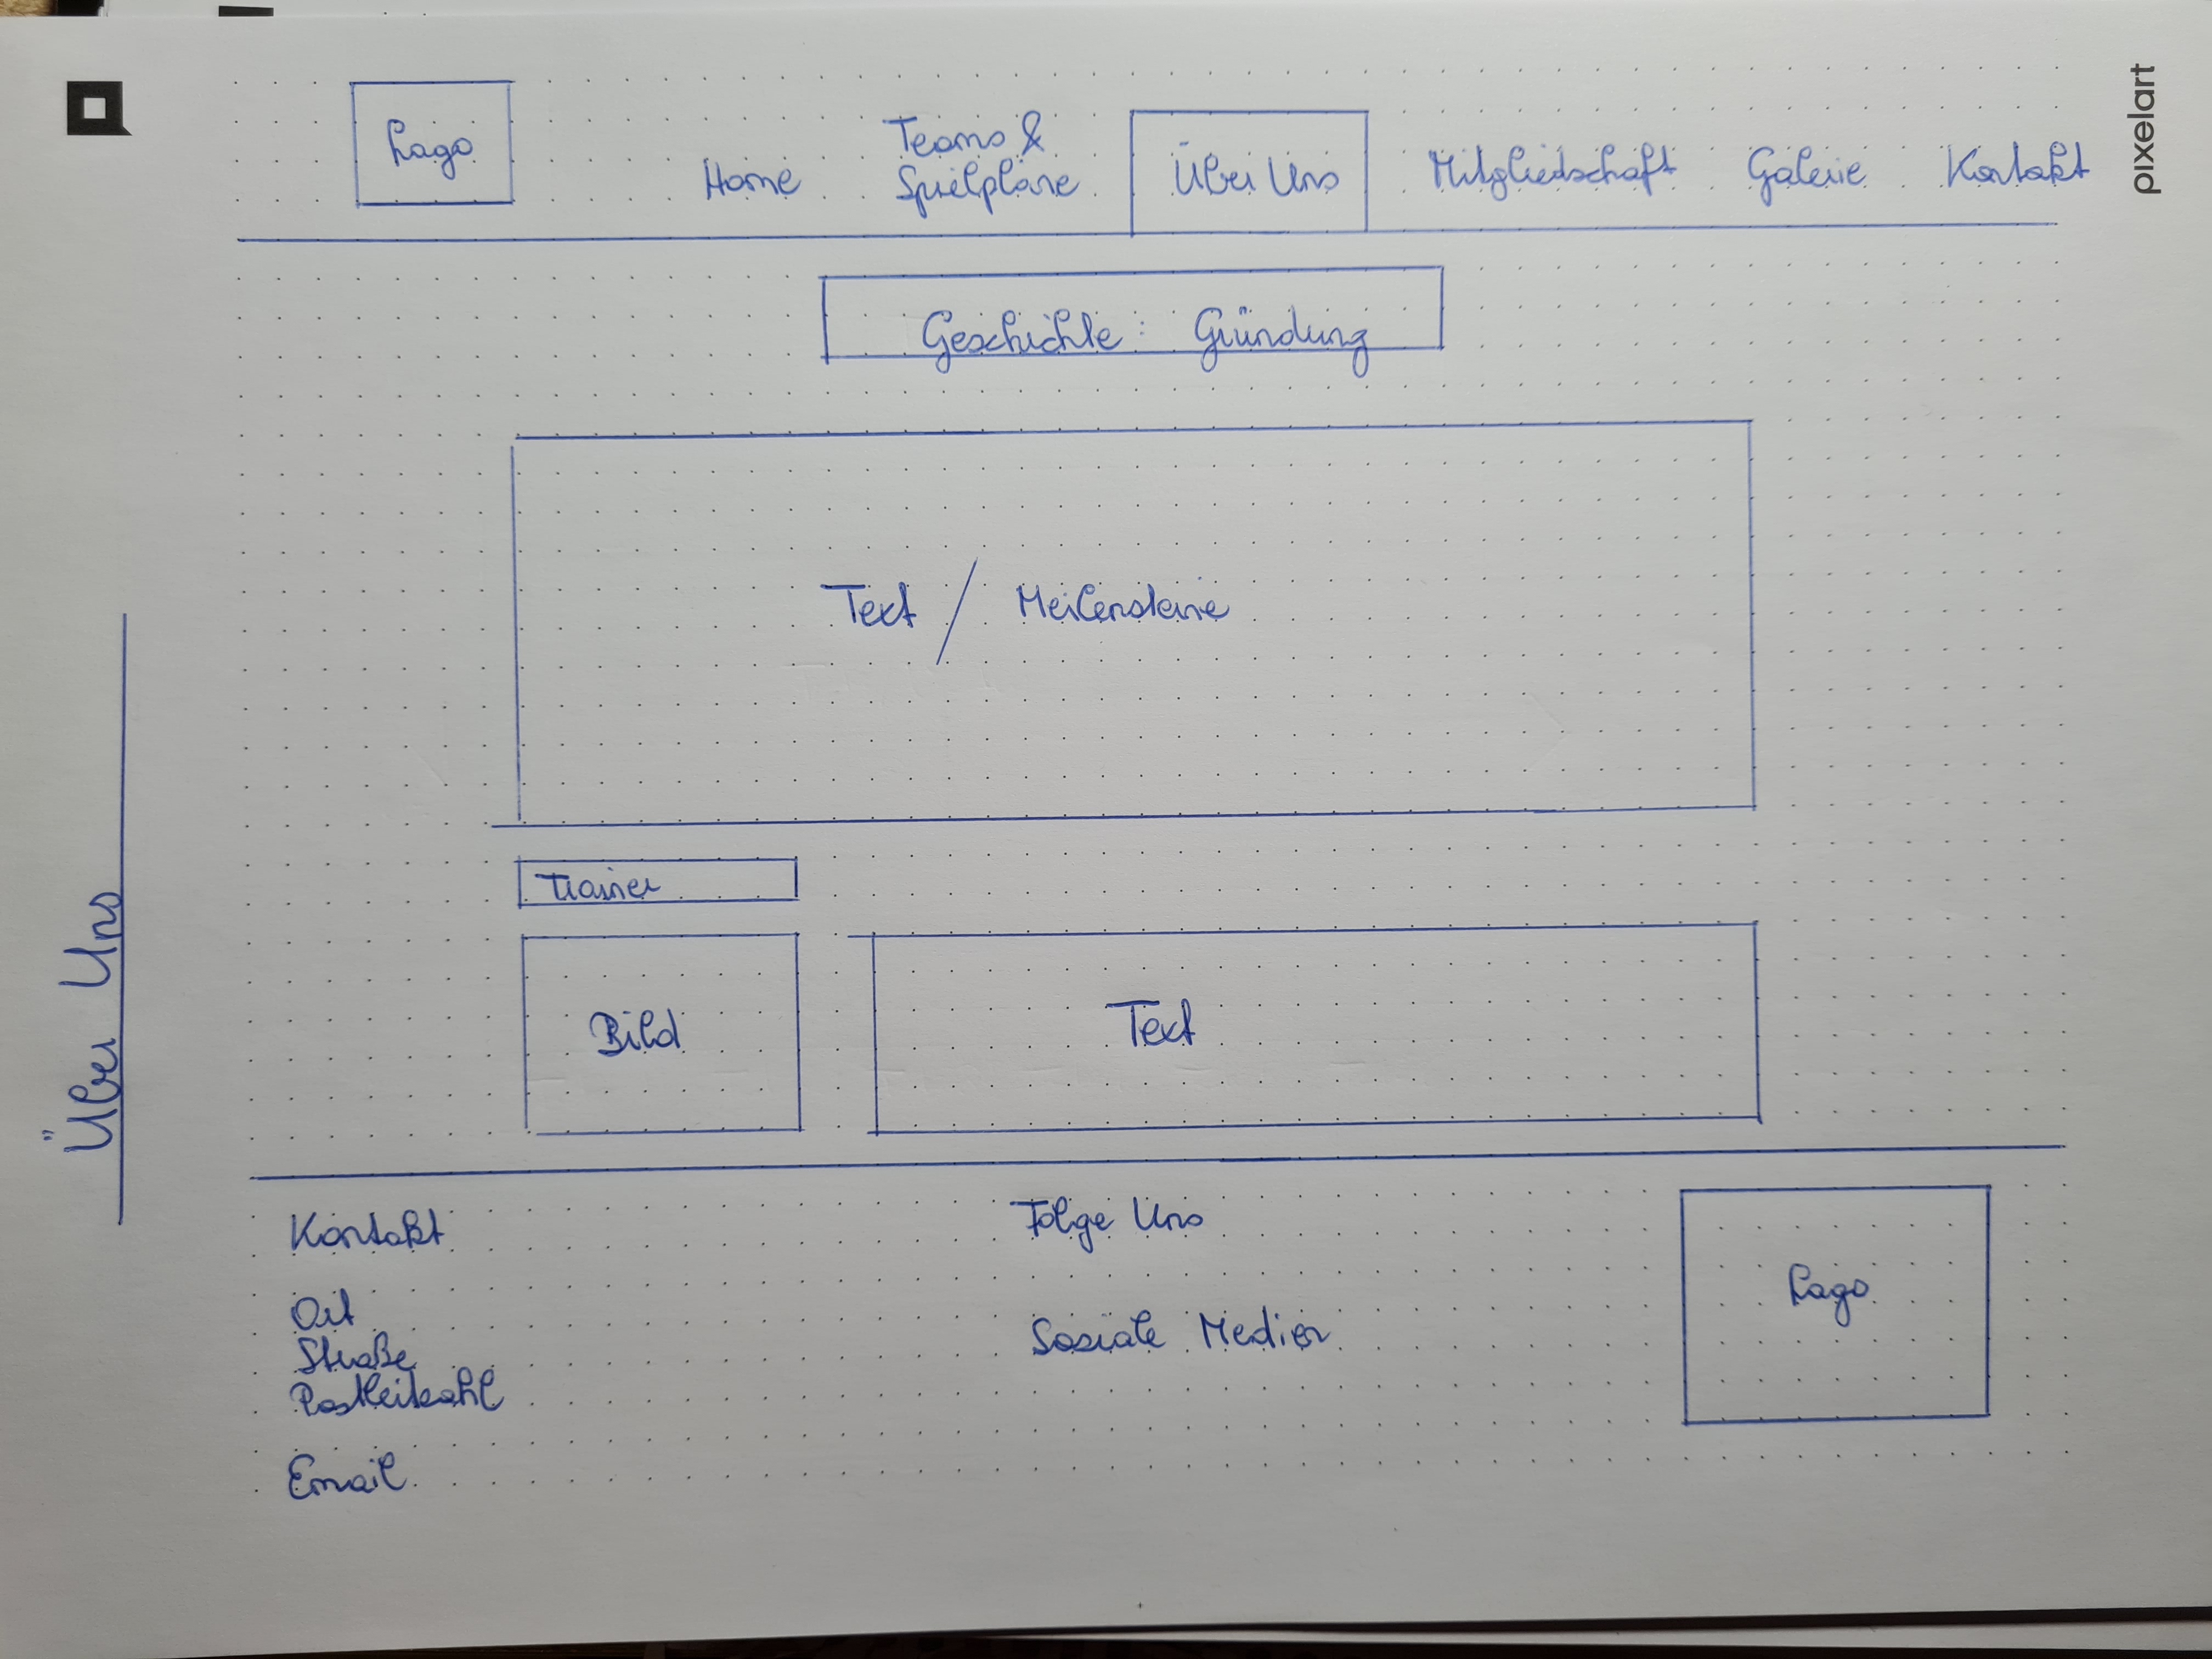 pixelart
Über Uns
Logo
Home
Teams &
Spielpläne
Über Uns
Mitgliedschaft
Galerie
Kontakt
Geschichte: Gründung
Text / Meilensteine
Trainer
Bild
Text
Kontakt
Ort
Straße
Postleitzahl
Email
Folge Uns
Soziale Medien
Logo